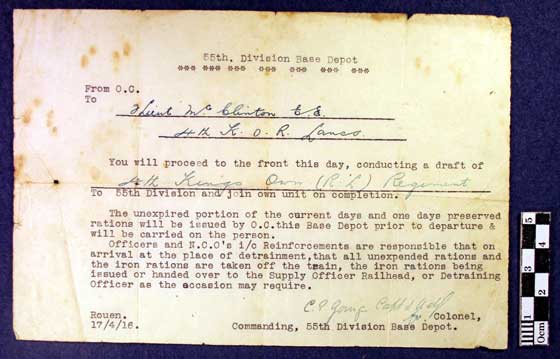 55th. Division Base Depot
*** *** *** *** *** *** ***
From O.C.
To
Lieut Mc Clinton E E
4th K. O. R. Lancs.
You will proceed to the front this day, conducting a draft of
4th Kings Own (R.L) Regiment
To 55th Division and join own unit on completion.
The unexpired portion of the current days and one days preserved
rations will be issued by O.C.this Base Depot prior to departure &
will be carried on the person.
Officers and N.C.O's i/c Reinforcements are responsible that on
arrival at the place of detrainment,that all unexpended rations and
the iron rations are taken off the train, the iron rations being
issued or handed over to the Supply Officer Railhead, or Detraining
Officer as the occasion may require.
Capt & Adjt
for Colonel,
Rouen.
17/4/16.
Commanding, 55th Division Base Depot.
0cm 1 2 3 4 5